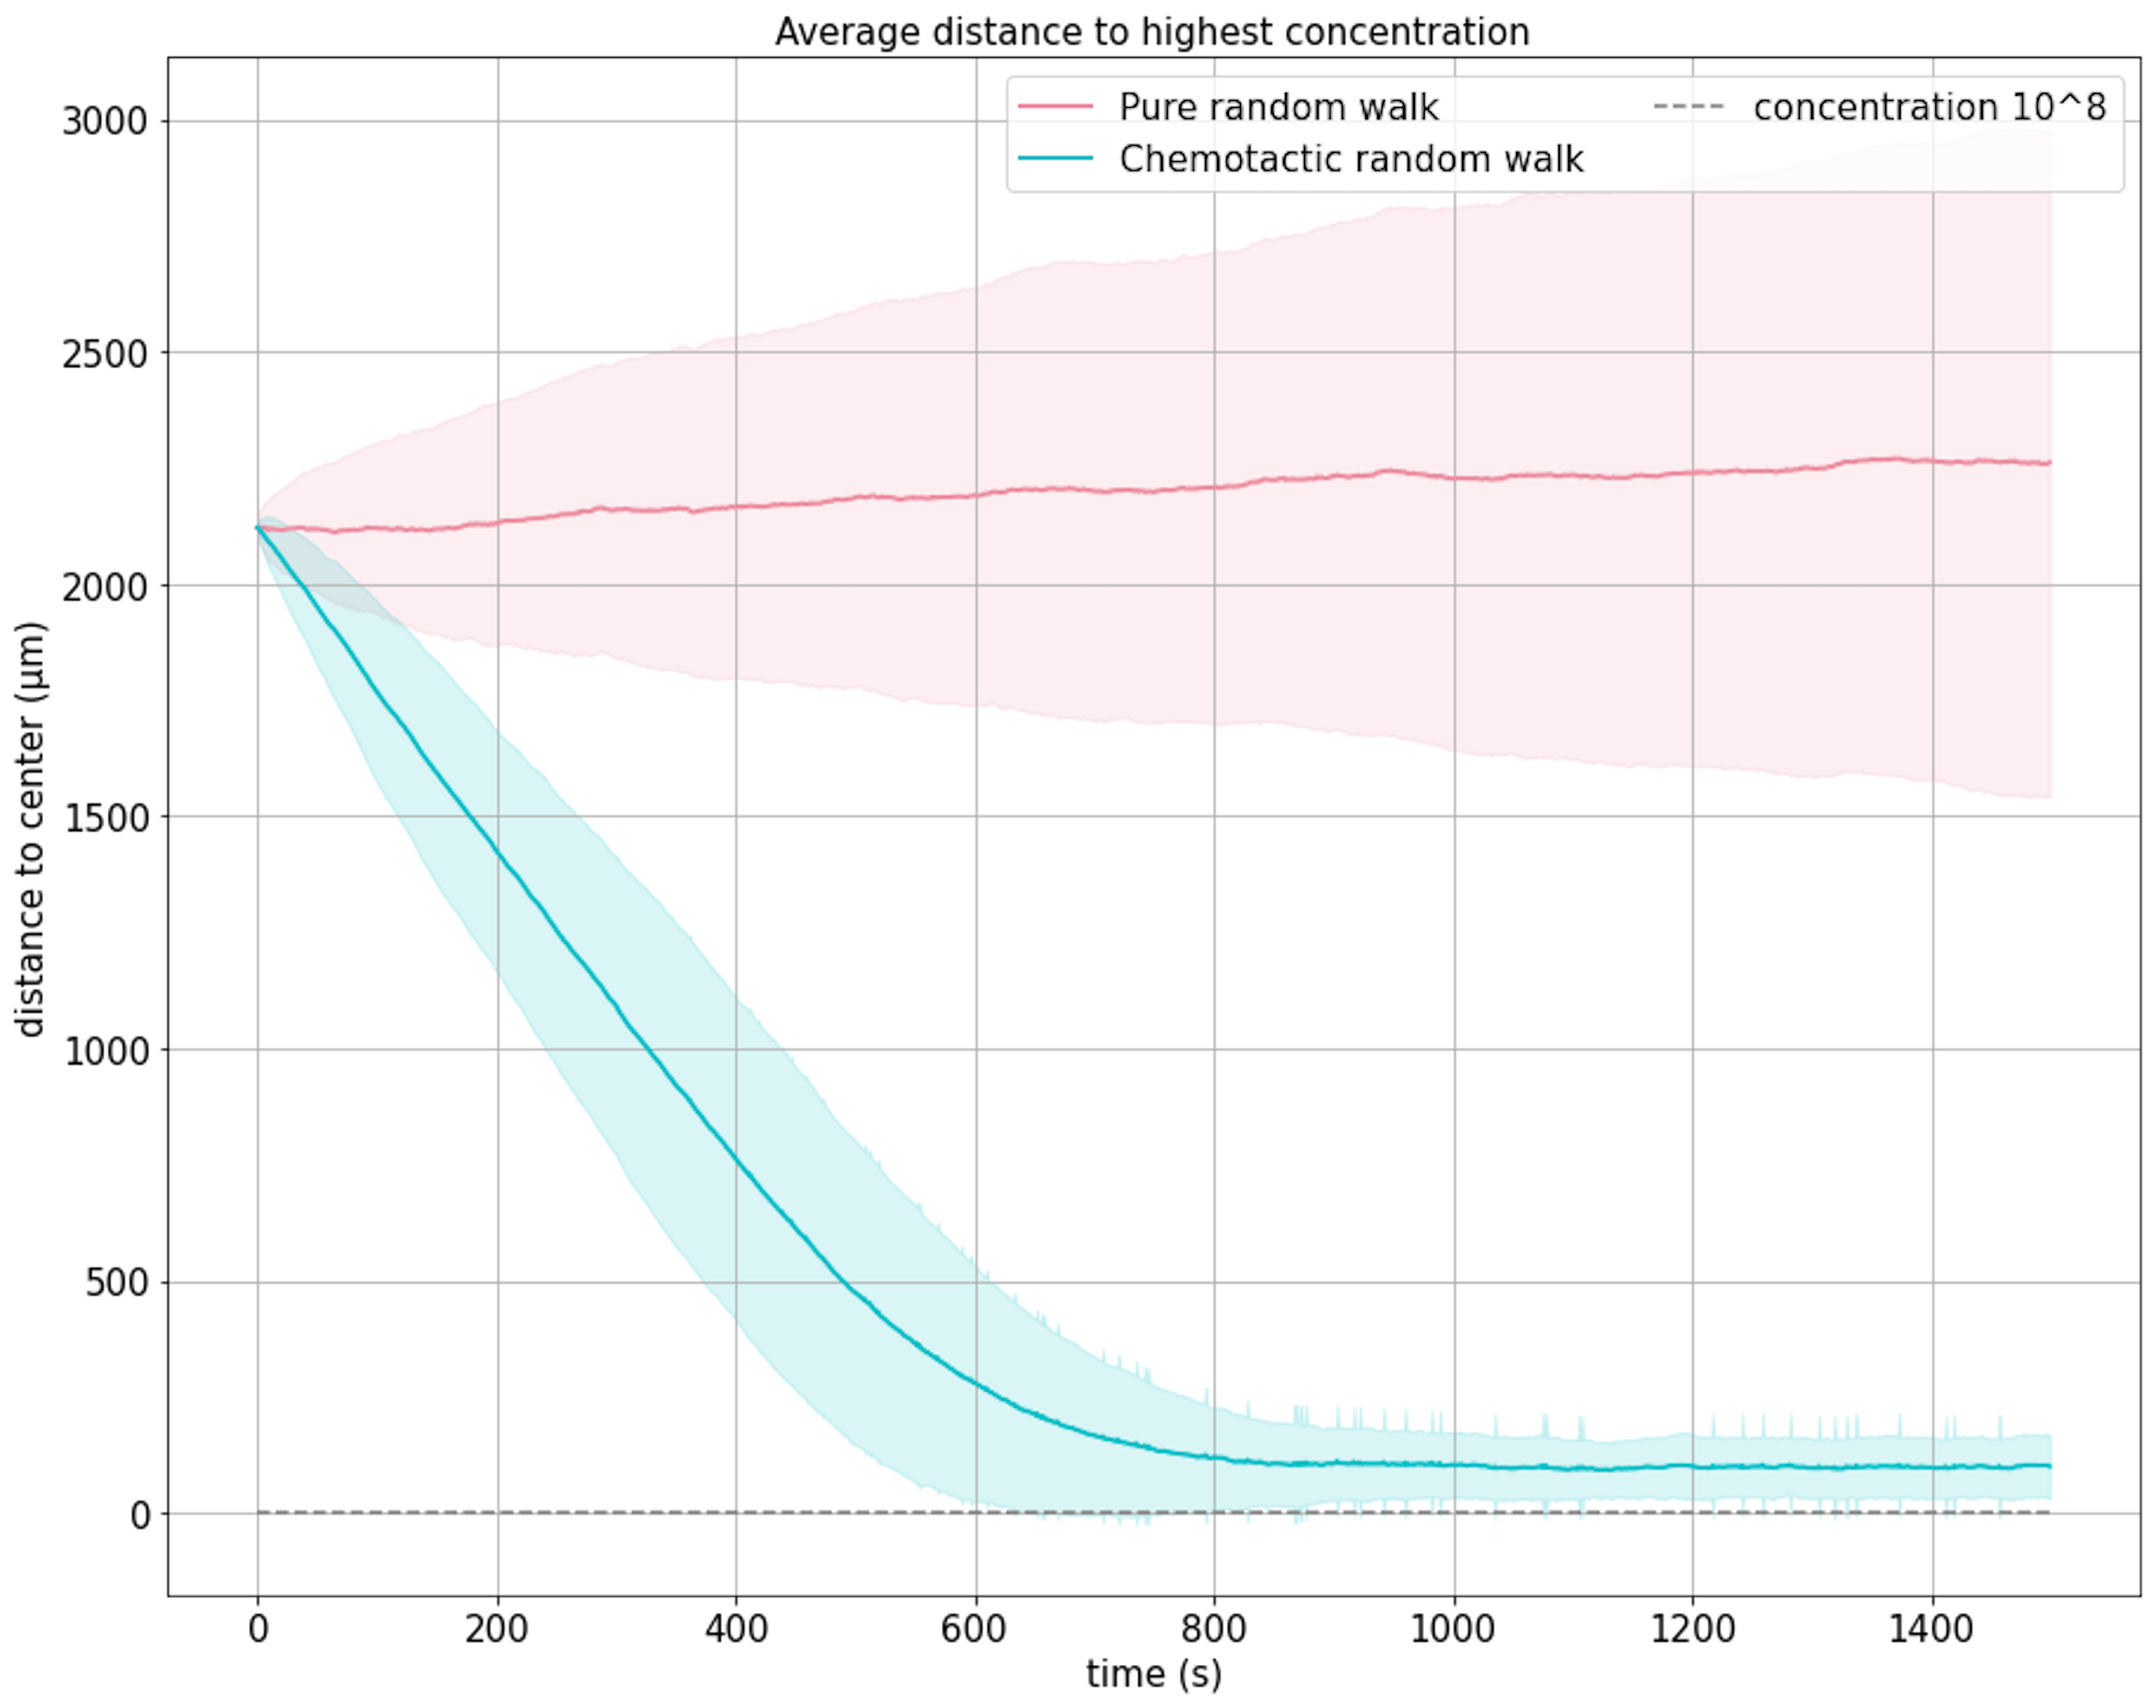 Average distance to highest concentration
Pure random walk
Chemotactic random walk
concentration 10^8
distance to center (μm)
3000
2500
2000
1500
1000
500
0
0 200 400 600 800 1000 1200 1400
time (s)